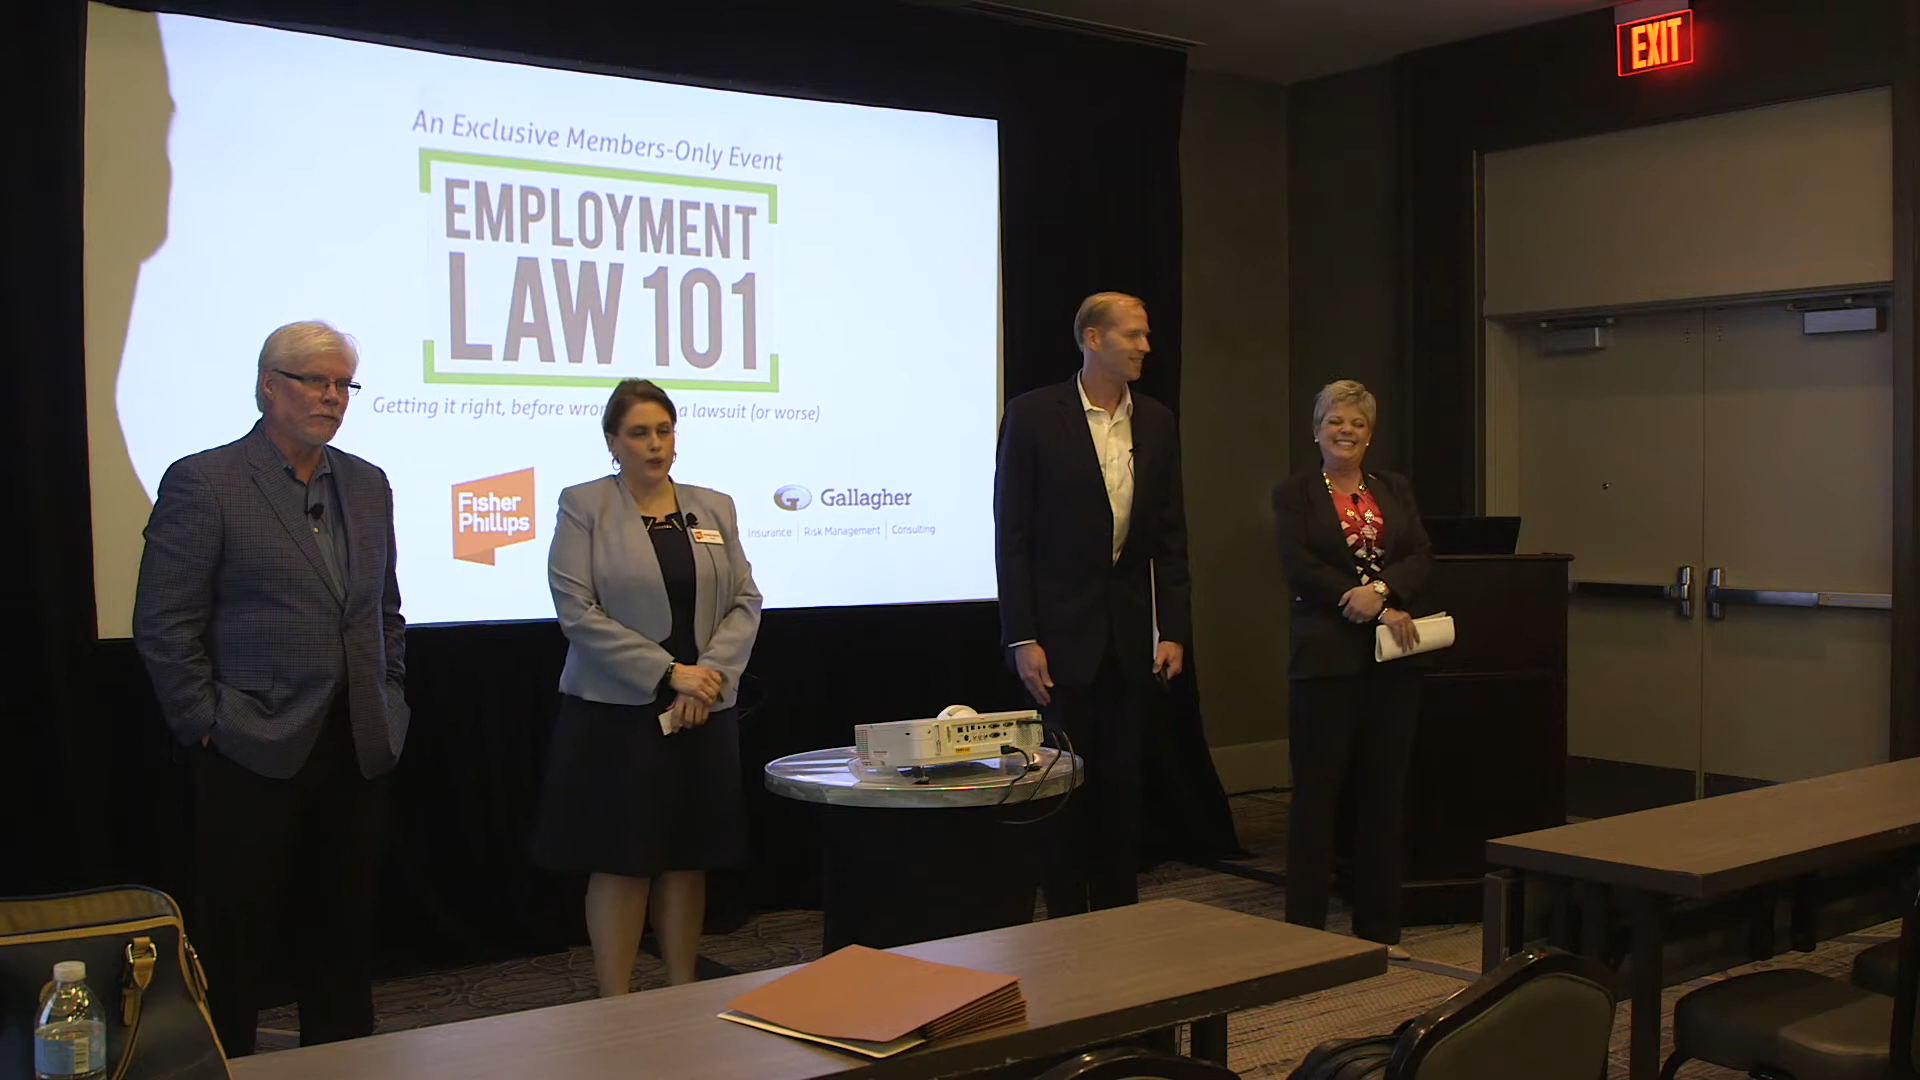 EXIT
An Exclusive Members-Only Event
EMPLOYMENT
LAW 101
Getting it right, before wro a lawsuit (or worse)
Fisher
Phillips
Gallagher
Insurance | Risk Management | Consulting